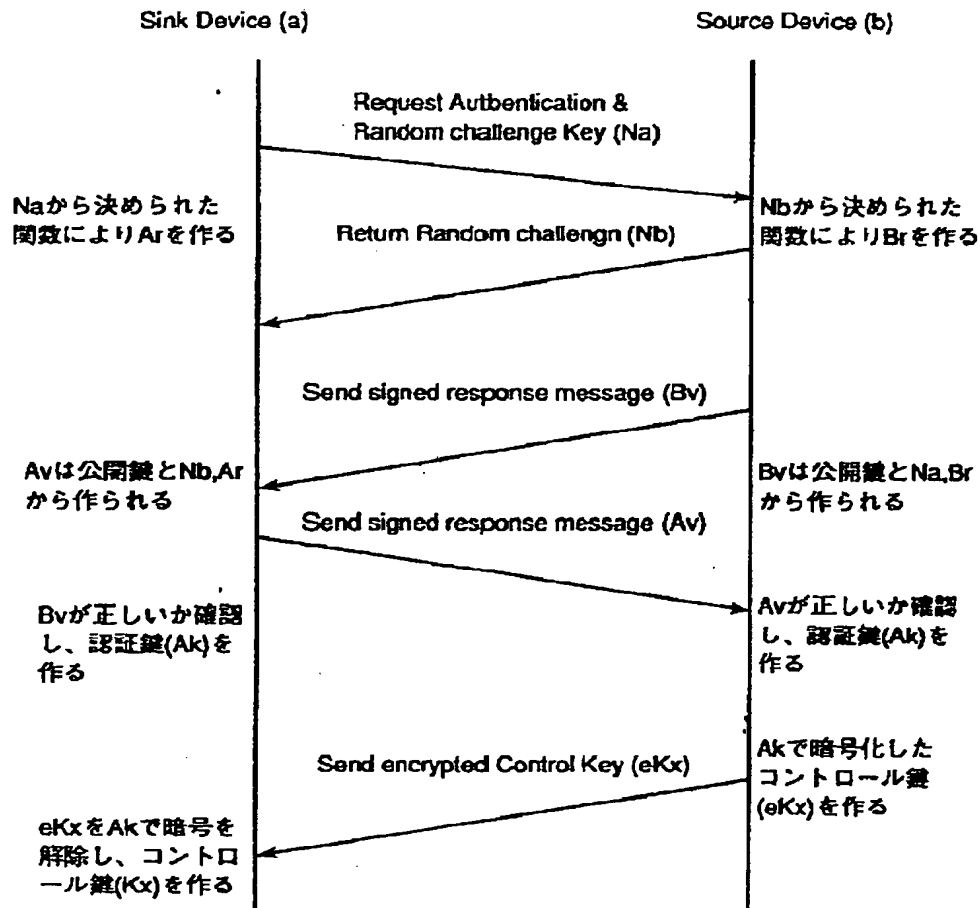 Sink Device (a)
Source Device (b)
Request Autbentication &
Random challenge Key (Na)
Naから決められた
関数によりArを作る
Nbから決められた
関数によりBrを作る
Return Random challengn (Nb)
Send signed response message (Bv)
Avは公開鍵とNb,Ar
から作られる
Bvは公開鍵とNa,Br
から作られる
Send signed response message (Av)
Bvが正しいか確認
し、認証鍵(Ak)を
作る
Avが正しいか確認
し、認証鍵(Ak)を
作る
Send encrypted Control Key (eKx)
Akで暗号化した
コントロール鍵
(eKx)を作る
eKxをAkで暗号を
解除し、コントロ
ール鍵(Kx)を作る